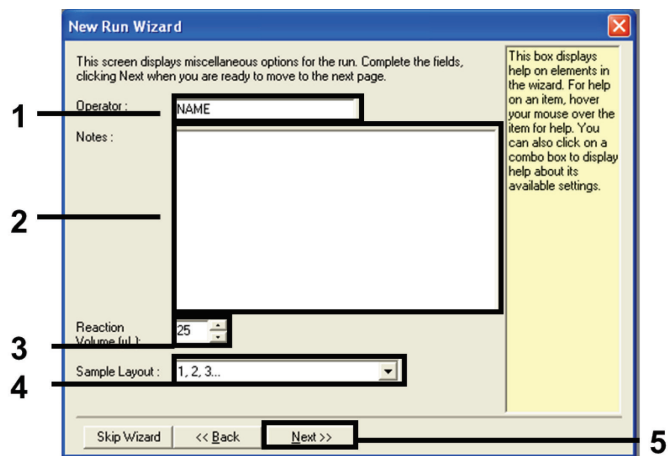 New Run Wizard
This screen displays miscellaneous options for the run. Complete the fields,
clicking Next when you are ready to move to the next page.
This box displays
help on elements in
the wizard. For help
on an item, hover
your mouse over the
item for help. You
can also click on a
combo box to display
help about its
available settings.
1
Operator :
NAME
Notes :
2
Reaction
Volume (µL):
25
3
Sample Layout :
1, 2, 3...
4
Skip Wizard
<< Back
Next >>
5